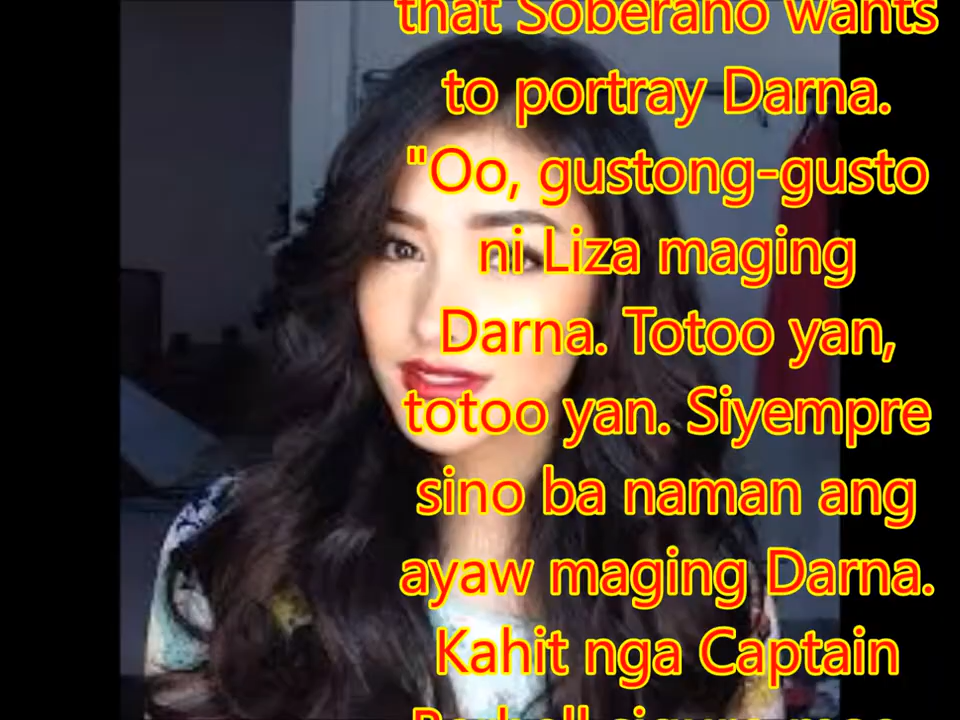 that Soberano wants
to portray Darna.
"Oo, gustong-gusto
ni Liza maging
Darna. Totoo yan,
totoo yan. Siyempre
sino ba naman ang
ayaw maging Darna.
Kahit nga Captain